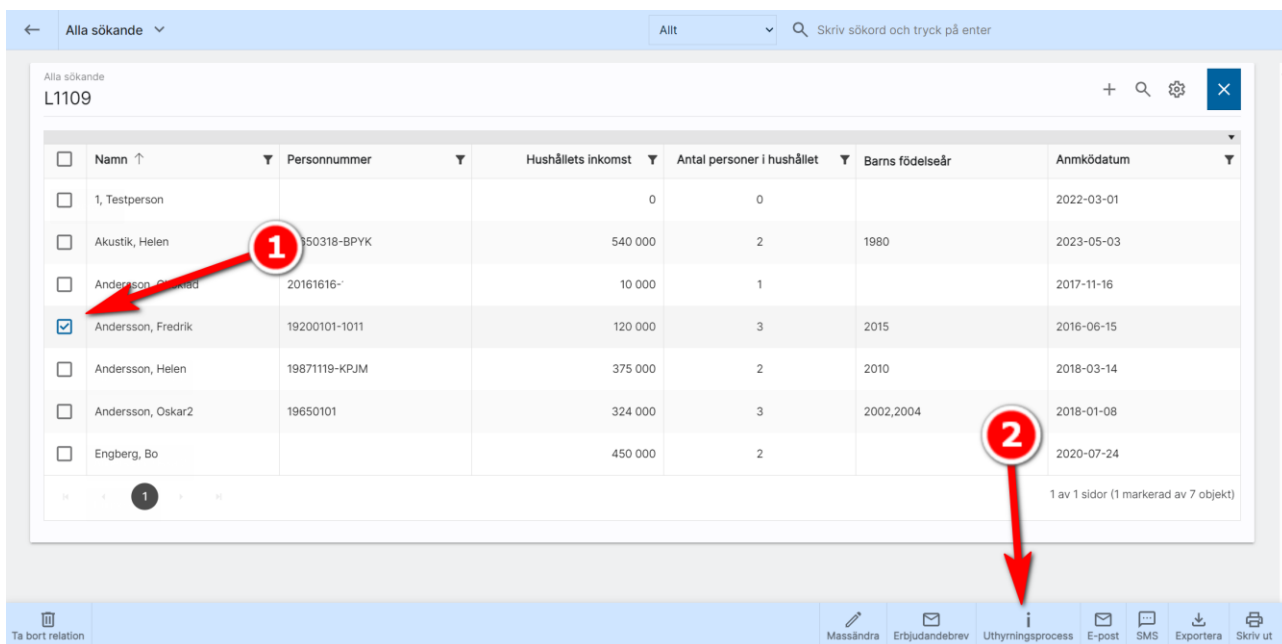 Alla sökande
Allt
Skriv sökord och tryck på enter
Alla sökande
L1109
Namn Personnummer Hushållets inkomst Antal personer i hushållet Barns födelseår Anmködatum
1, Testperson 0 0 2022-03-01
Akustik, Helen 650318-BPYK 540 000 2 1980 2023-05-03
Andersson, 20161616- 10 000 1 2017-11-16
Andersson, Fredrik 19200101-1011 120 000 3 2015 2016-06-15
Andersson, Helen 19871119-KPJM 375 000 2 2010 2018-03-14
Andersson, Oskar2 19650101 324 000 3 2002,2004 2018-01-08
Engberg, Bo 450 000 2 2020-07-24
1
2
1 1 av 1 sidor (1 markerad av 7 objekt)
Ta bort relation Massändra Erbjudandebrev Uthyrningsprocess E-post SMS Exportera Skriv ut